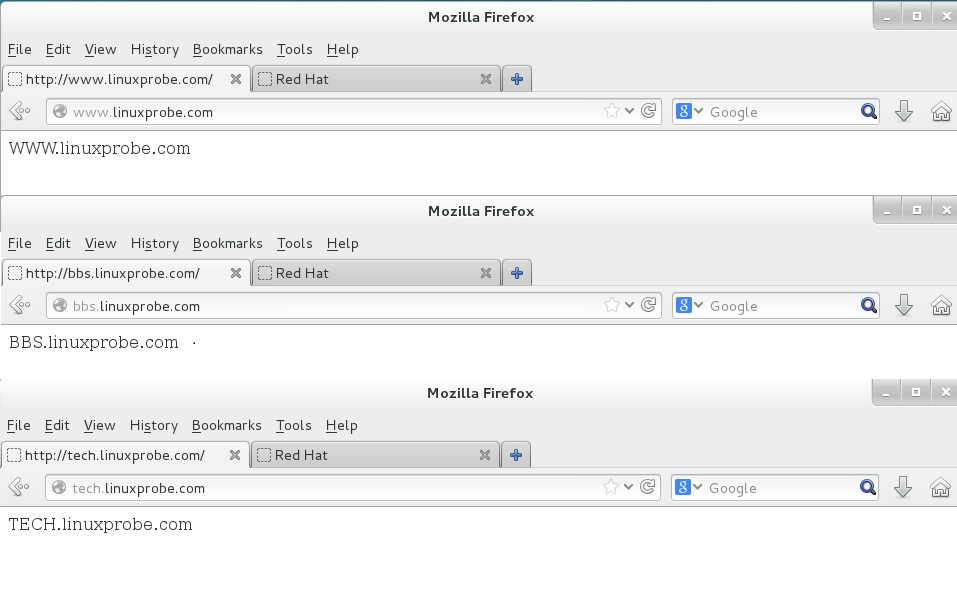 Mozilla Firefox
File Edit View History Bookmarks Tools Help
http://www.linuxprobe.com/ Red Hat
www.linuxprobe.com 8 Google
WWW.linuxprobe.com
Mozilla Firefox
File Edit View History Bookmarks Tools Help
http://bbs.linuxprobe.com/ Red Hat
bbs.linuxprobe.com 8 Google
BBS.linuxprobe.com ·
Mozilla Firefox
File Edit View History Bookmarks Tools Help
http://tech.linuxprobe.com/ Red Hat
tech.linuxprobe.com 8 Google
TECH.linuxprobe.com